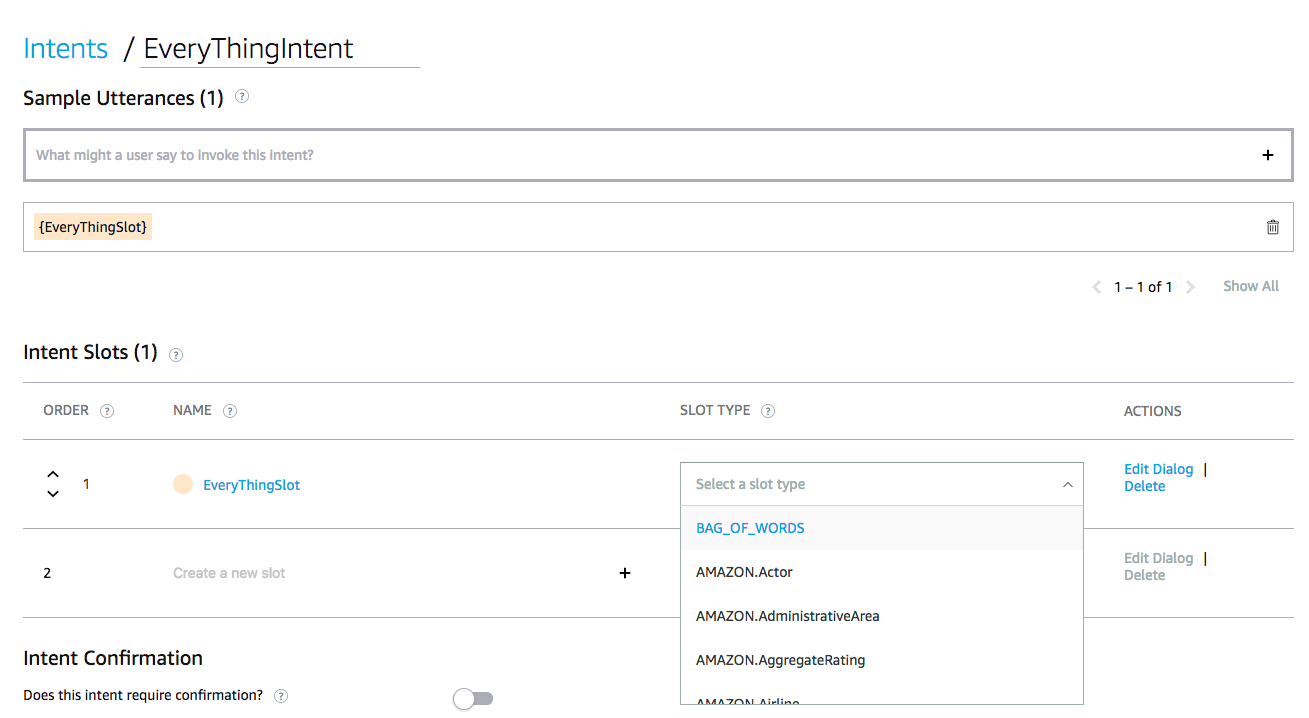 Intents / EveryThingIntent
Sample Utterances (1) ?
What might a user say to invoke this intent? +
{EveryThingSlot}
< 1 – 1 of 1 > Show All
Intent Slots (1) ?
ORDER ? NAME ? SLOT TYPE ? ACTIONS
1 EveryThingSlot Select a slot type Edit Dialog |
Delete
BAG_OF_WORDS
2 Create a new slot + AMAZON.Actor Edit Dialog |
Delete
AMAZON.AdministrativeArea
Intent Confirmation AMAZON.AggregateRating
Does this intent require confirmation? ? AMAZON.Airline